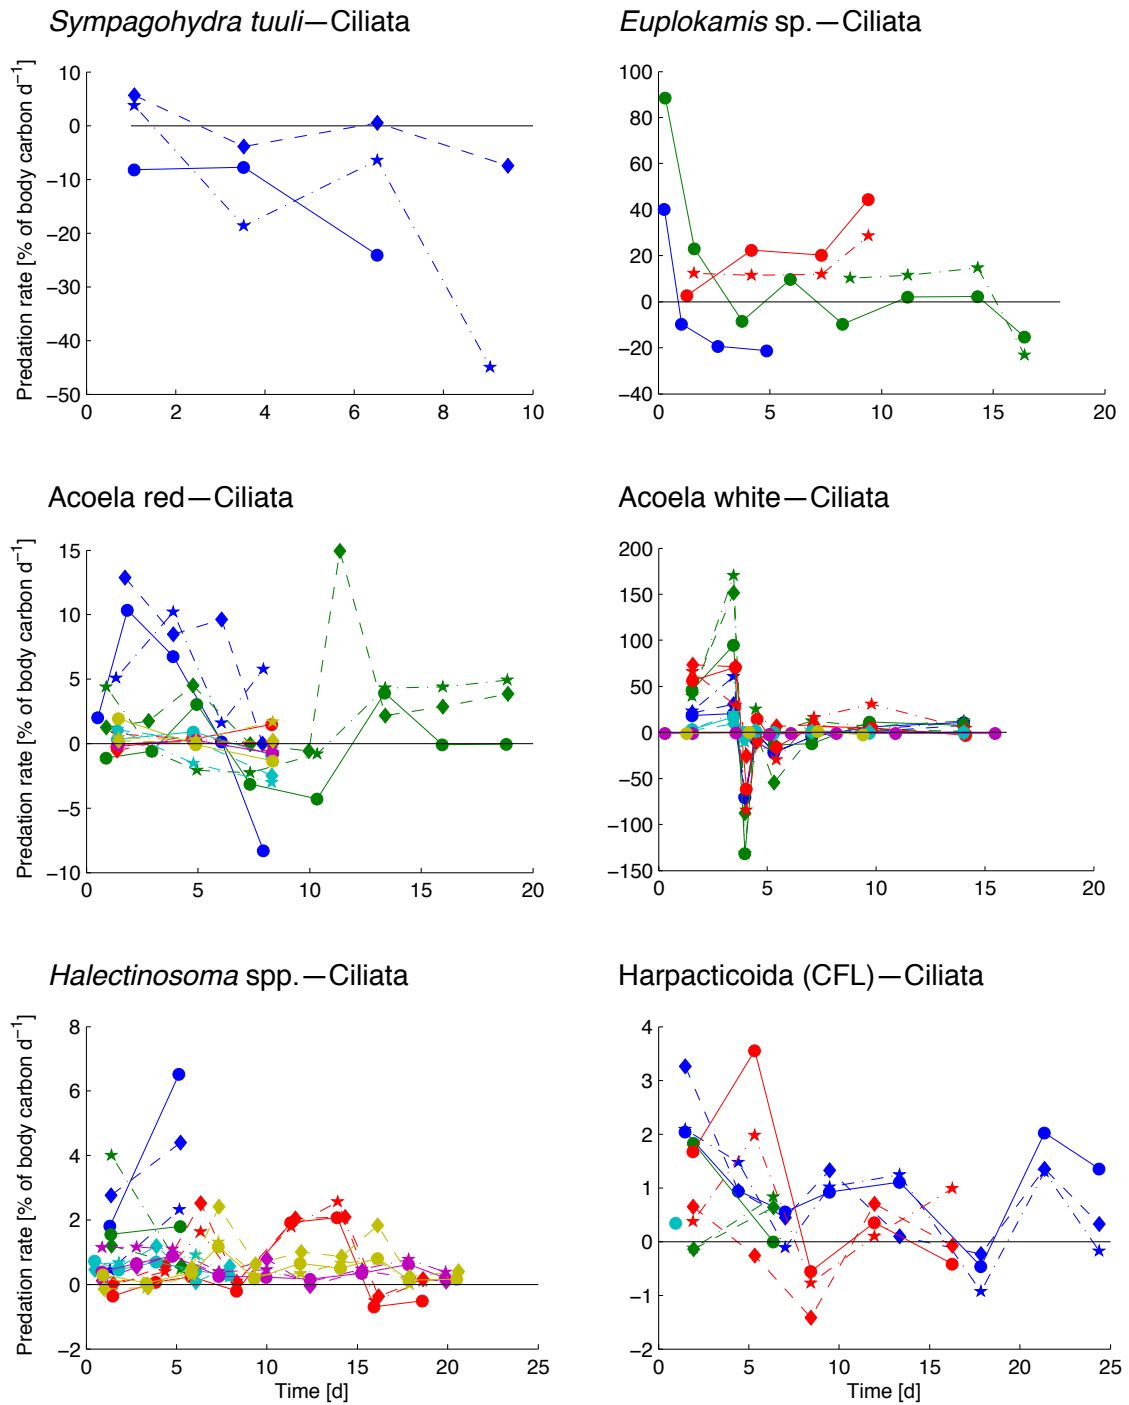 Sympagohydra tuuli—Ciliata
Euplokamis sp.—Ciliata
Predation rate [% of body carbon d⁻¹]
10
0
−10
−20
−30
−40
−50
0 2 4 6 8 10
100
80
60
40
20
0
−20
−40
0 5 10 15 20
Acoela red—Ciliata
Acoela white—Ciliata
Predation rate [% of body carbon d⁻¹]
15
10
5
0
−5
−10
0 5 10 15 20
200
150
100
50
0
−50
−100
−150
0 5 10 15 20
Halectinosoma spp.—Ciliata
Harpacticoida (CFL)—Ciliata
Predation rate [% of body carbon d⁻¹]
8
6
4
2
0
−2
0 5 10 15 20 25
Time [d]
4
3
2
1
0
−1
−2
0 5 10 15 20 25
Time [d]